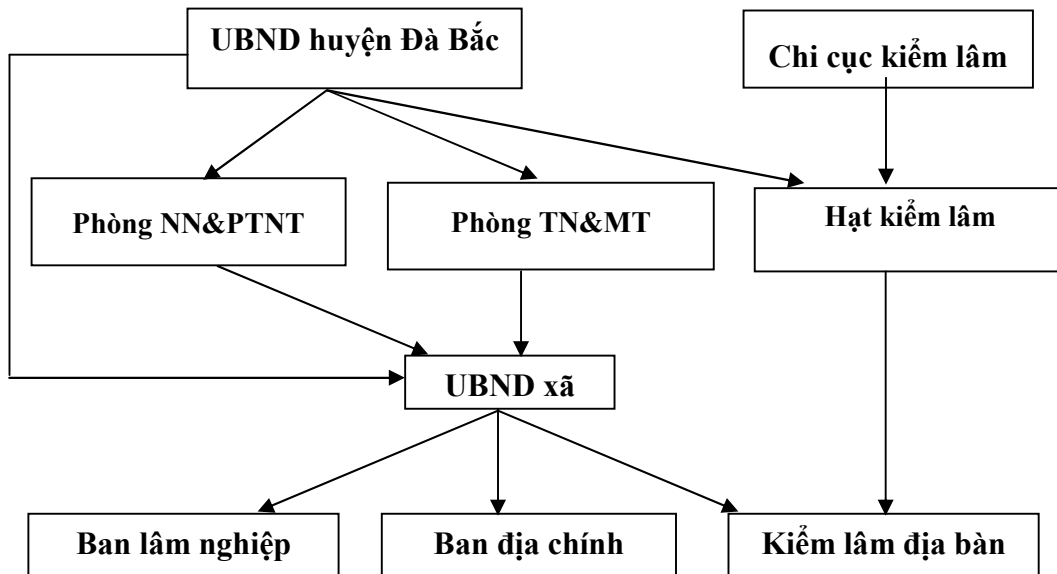 UBND huyện Đà Bắc
Chi cục kiểm lâm
Phòng NN&PTNT
Phòng TN&MT
Hạt kiểm lâm
UBND xã
Ban lâm nghiệp
Ban địa chính
Kiểm lâm địa bàn